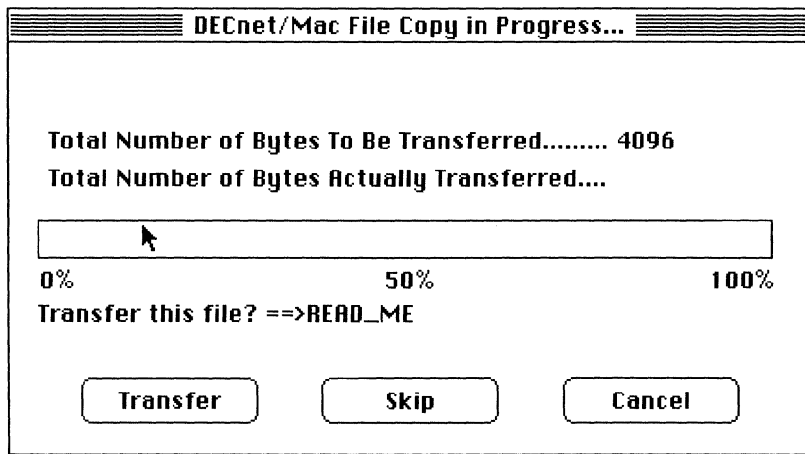 DECnet/Mac File Copy in Progress...
Total Number of Bytes To Be Transferred......... 4096
Total Number of Bytes Actually Transferred....
0% 50% 100%
Transfer this file? ==>READ_ME
Transfer Skip Cancel